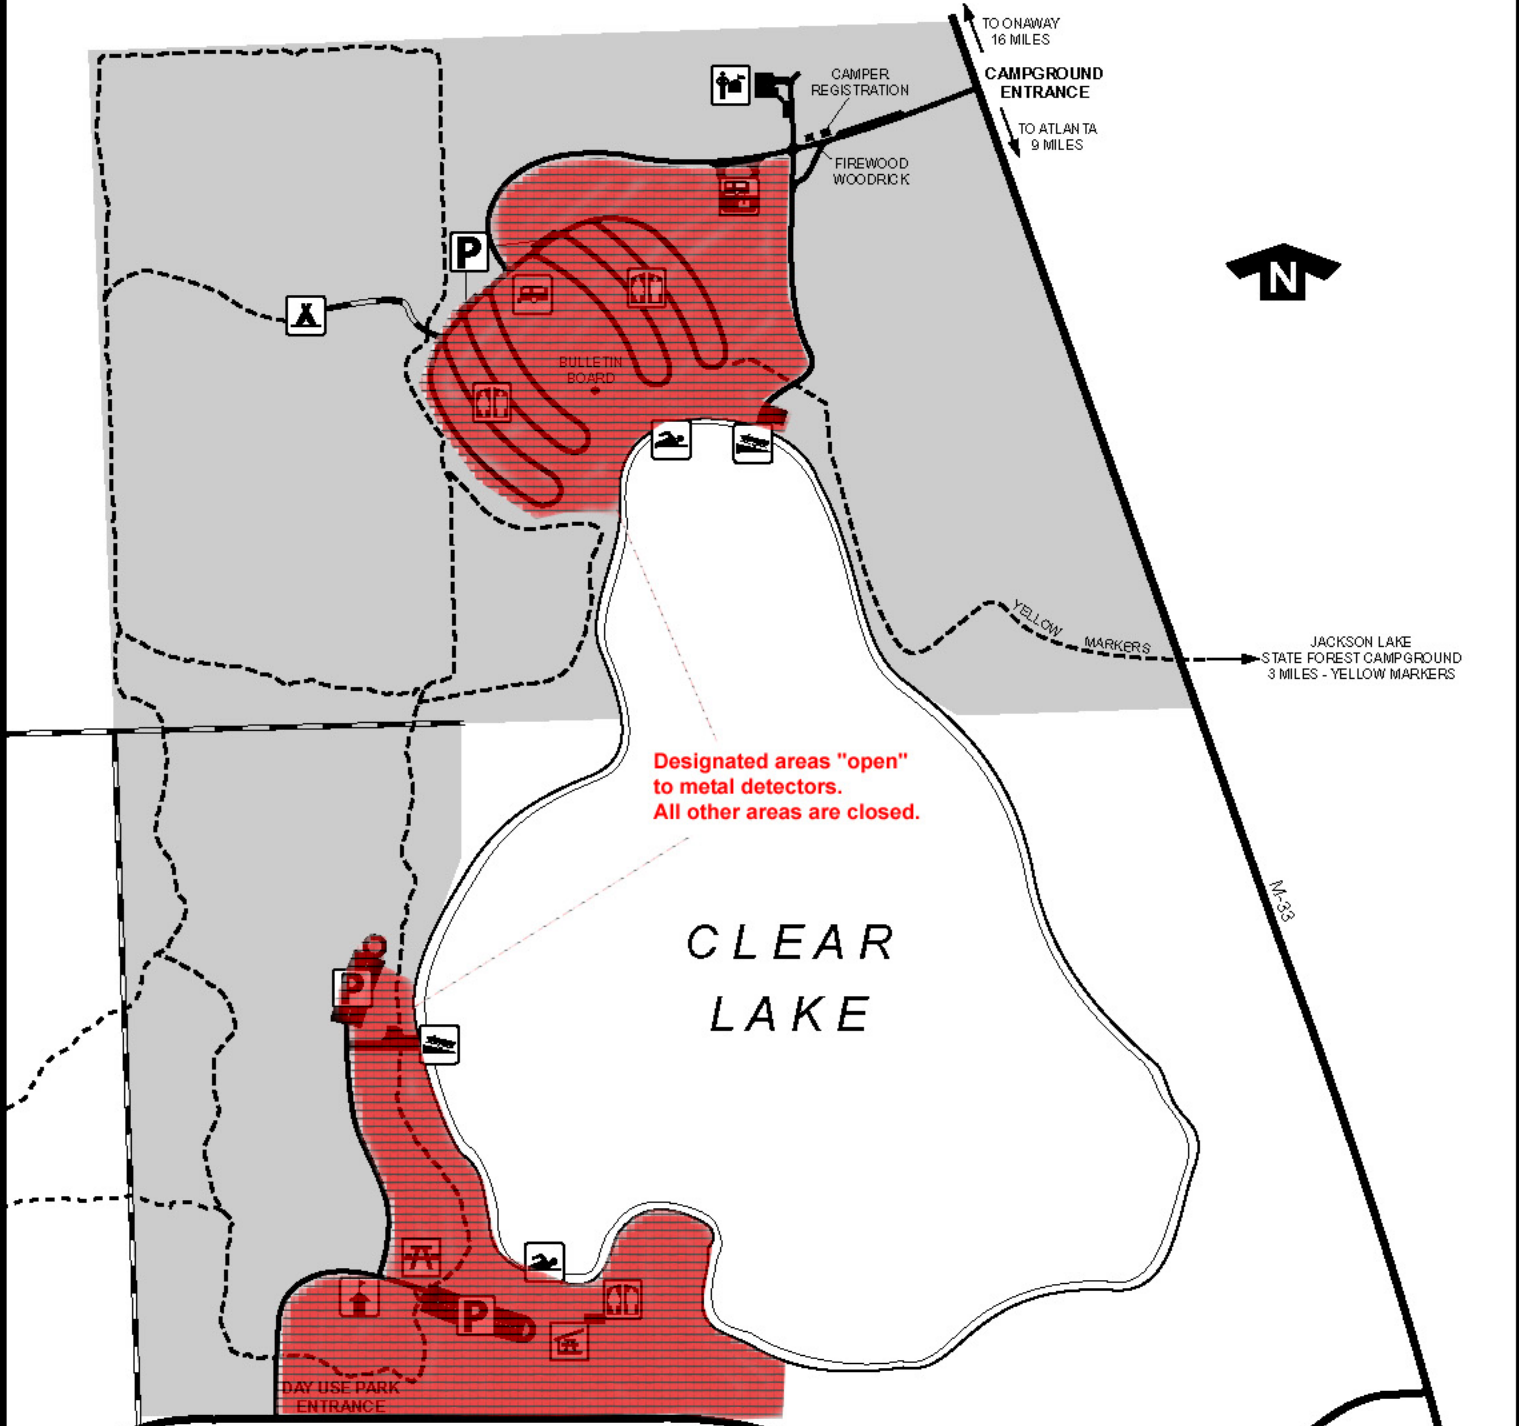 TO ONAWAY
16 MILES
CAMPGROUND
ENTRANCE
TO ATLANTA
9 MILES
CAMPER
REGISTRATION
FIREWOOD
WOODRICK
P
N
BULLETIN
BOARD
YELLOW MARKERS
JACKSON LAKE
STATE FOREST CAMPGROUND
3 MILES - YELLOW MARKERS
Designated areas "open"
to metal detectors.
All other areas are closed.
M-33
CLEAR
LAKE
P
P
DAY USE PARK
ENTRANCE